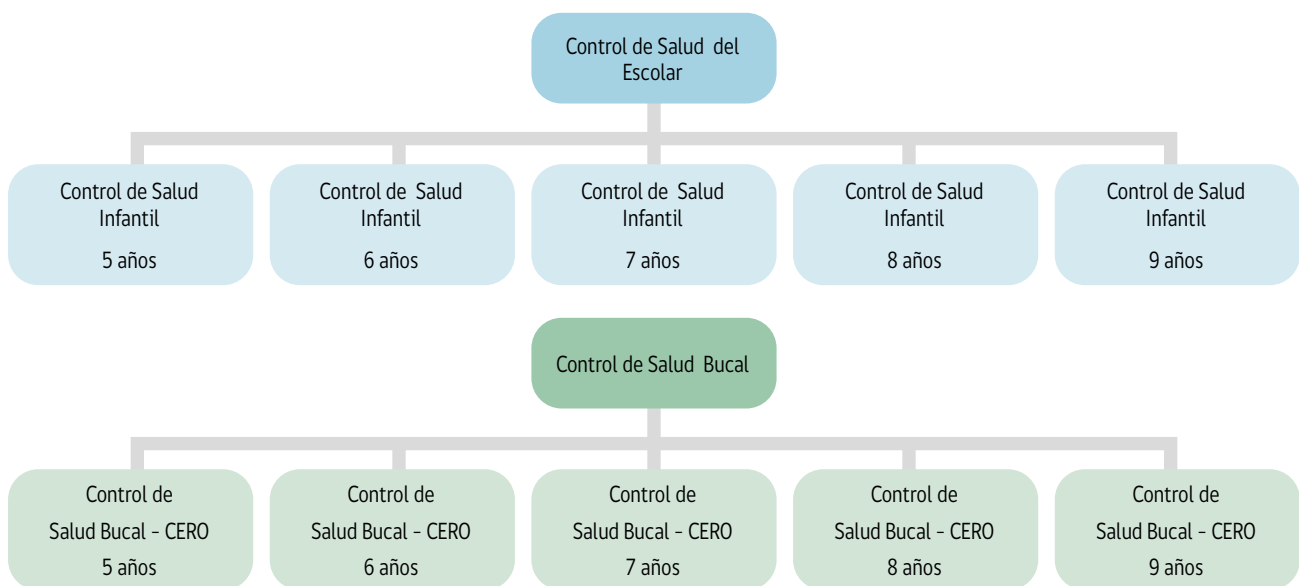 Control de Salud del
Escolar
Control de Salud
Infantil
5 años
Control de Salud
Infantil
6 años
Control de Salud
Infantil
7 años
Control de Salud
Infantil
8 años
Control de Salud
Infantil
9 años
Control de Salud Bucal
Control de
Salud Bucal – CERO
5 años
Control de
Salud Bucal – CERO
6 años
Control de
Salud Bucal – CERO
7 años
Control de
Salud Bucal – CERO
8 años
Control de
Salud Bucal – CERO
9 años